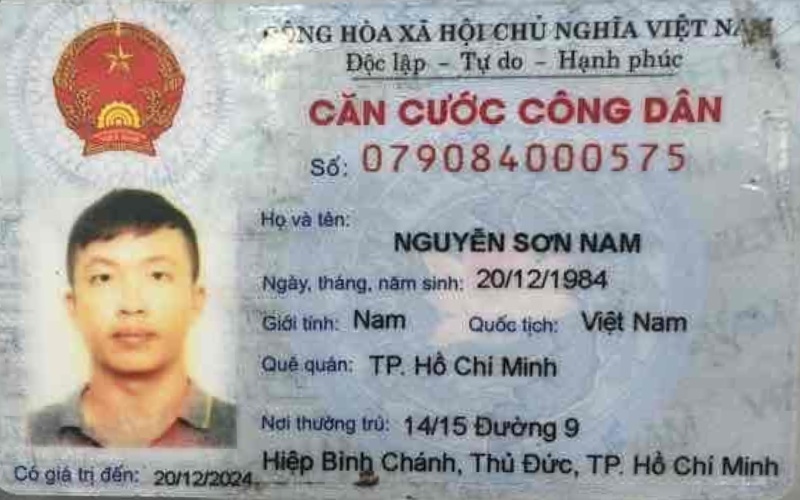 CỘNG HÒA XÃ HỘI CHỦ NGHĨA VIỆT NAM
Độc lập - Tự do - Hạnh phúc
CĂN CƯỚC CÔNG DÂN
Số: 079084000575
Họ và tên:
NGUYỄN SƠN NAM
Ngày, tháng, năm sinh: 20/12/1984
Giới tính: Nam Quốc tịch: Việt Nam
Quê quán: TP. Hồ Chí Minh
Nơi thường trú: 14/15 Đường 9
Hiệp Bình Chánh, Thủ Đức, TP. Hồ Chí Minh
Có giá trị đến: 20/12/2024